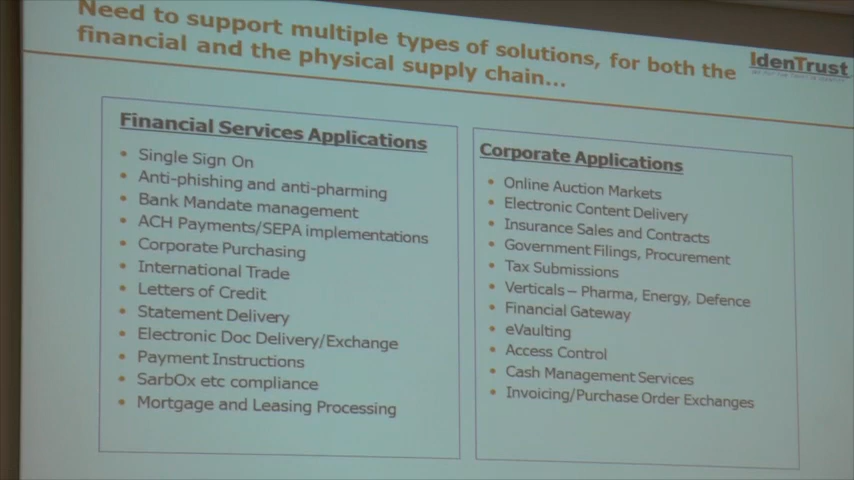 Need to support multiple types of solutions, for both the
financial and the physical supply chain...
IdenTrust
Financial Services Applications
• Single Sign On
• Anti-phishing and anti-pharming
• Bank Mandate management
• ACH Payments/SEPA implementations
• Corporate Purchasing
• International Trade
• Letters of Credit
• Statement Delivery
• Electronic Doc Delivery/Exchange
• Payment Instructions
• SarbOx etc compliance
• Mortgage and Leasing Processing
Corporate Applications
• Online Auction Markets
• Electronic Content Delivery
• Insurance Sales and Contracts
• Government Filings, Procurement
• Tax Submissions
• Verticals – Pharma, Energy, Defence
• Financial Gateway
• eVaulting
• Access Control
• Cash Management Services
• Invoicing/Purchase Order Exchanges